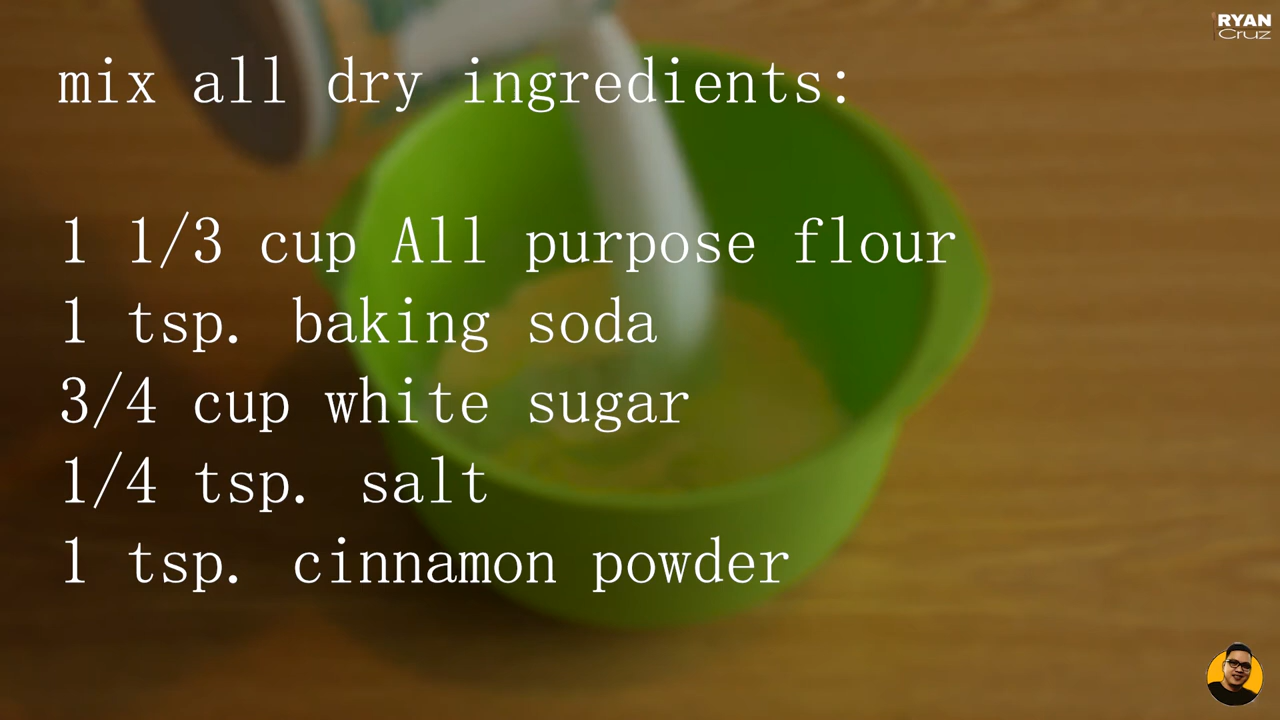 RYAN
Cruz
mix all dry ingredients:
1 1/3 cup All purpose flour
1 tsp. baking soda
3/4 cup white sugar
1/4 tsp. salt
1 tsp. cinnamon powder